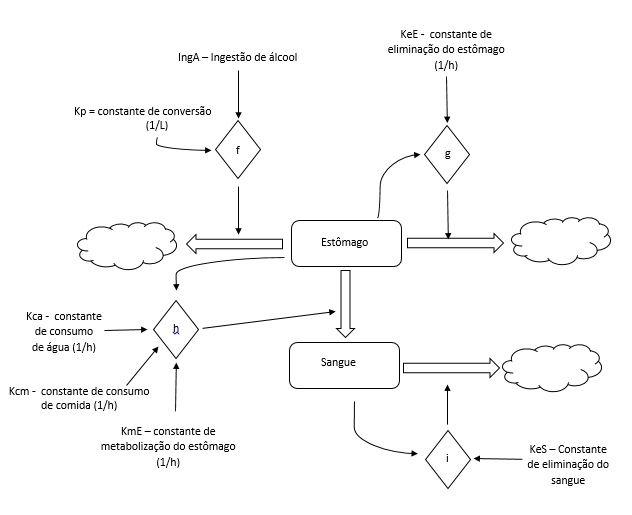 KeE - constante de
eliminação do estômago
(1/h)
IngA – Ingestão de álcool
Kp = constante de conversão
(1/L)
f
g
Estômago
Kca - constante
de consumo
de água (1/h)
h
Sangue
Kcm - constante de consumo
de comida (1/h)
KmE – constante de
metabolização do estômago
(1/h)
i
KeS – Constante
de eliminação do
sangue